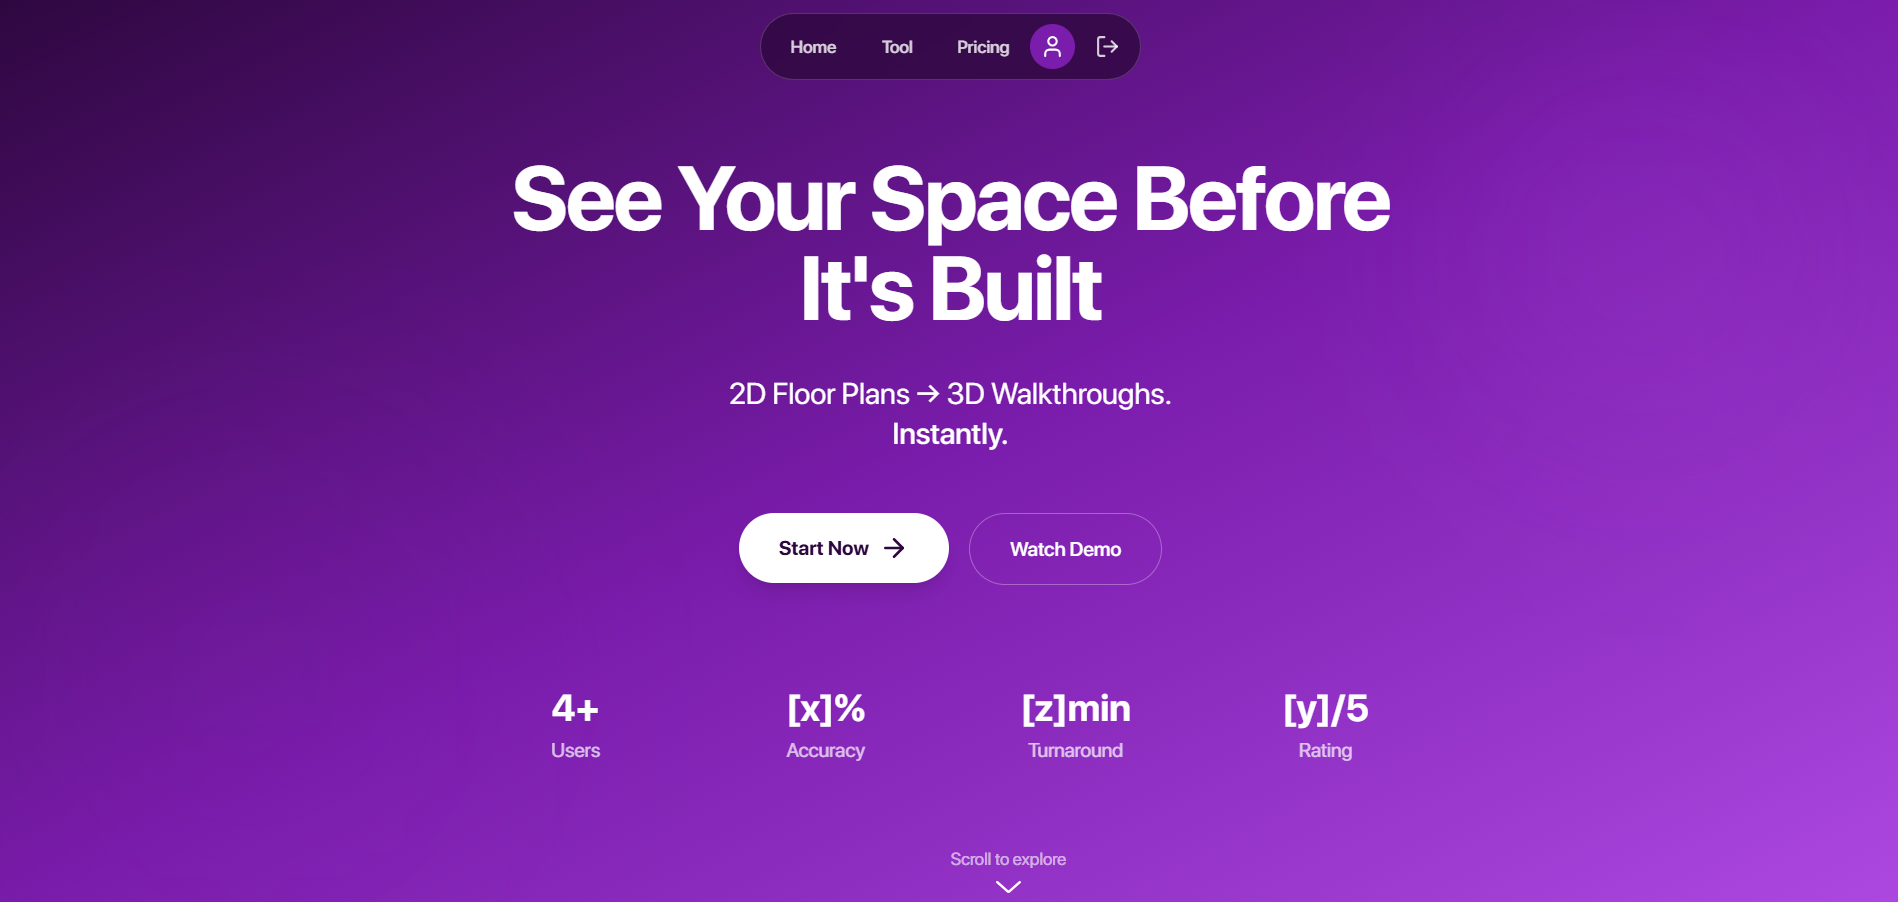 Home Tool Pricing
See Your Space Before
It's Built
2D Floor Plans → 3D Walkthroughs.
Instantly.
Start Now → Watch Demo
4+ [x]% [z]min [y]/5
Users Accuracy Turnaround Rating
Scroll to explore